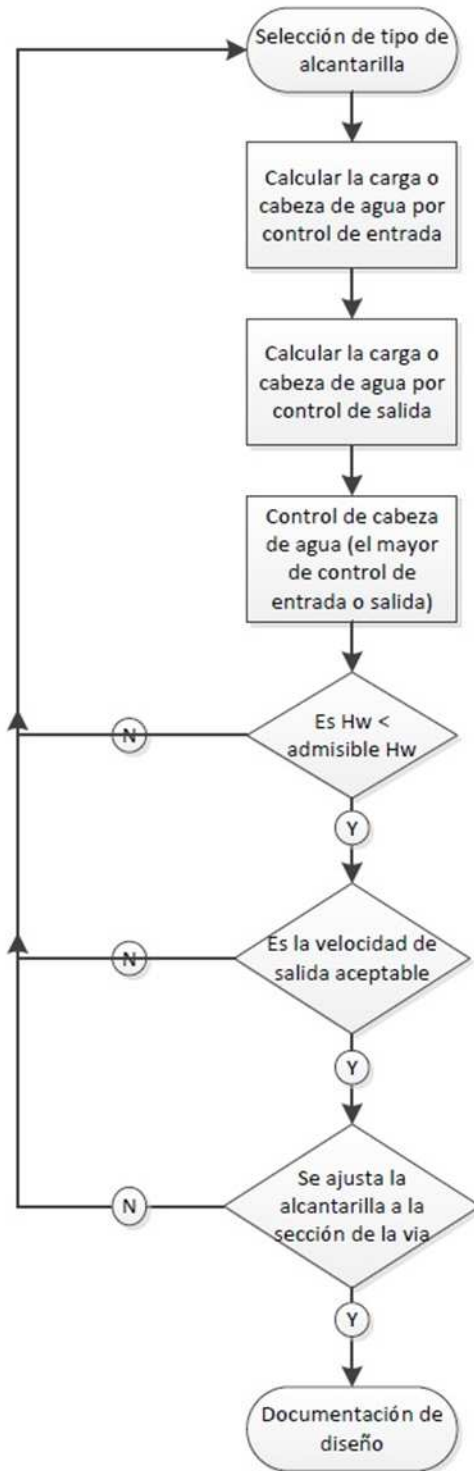 Selección de tipo de
alcantarilla
Calcular la carga o
cabeza de agua por
control de entrada
Calcular la carga o
cabeza de agua por
control de salida
Control de cabeza
de agua (el mayor
de control de
entrada o salida)
N
Es Hw <
admisible Hw
Y
N
Es la velocidad de
salida aceptable
Y
N
Se ajusta la
alcantarilla a la
sección de la via
Y
Documentación de
diseño